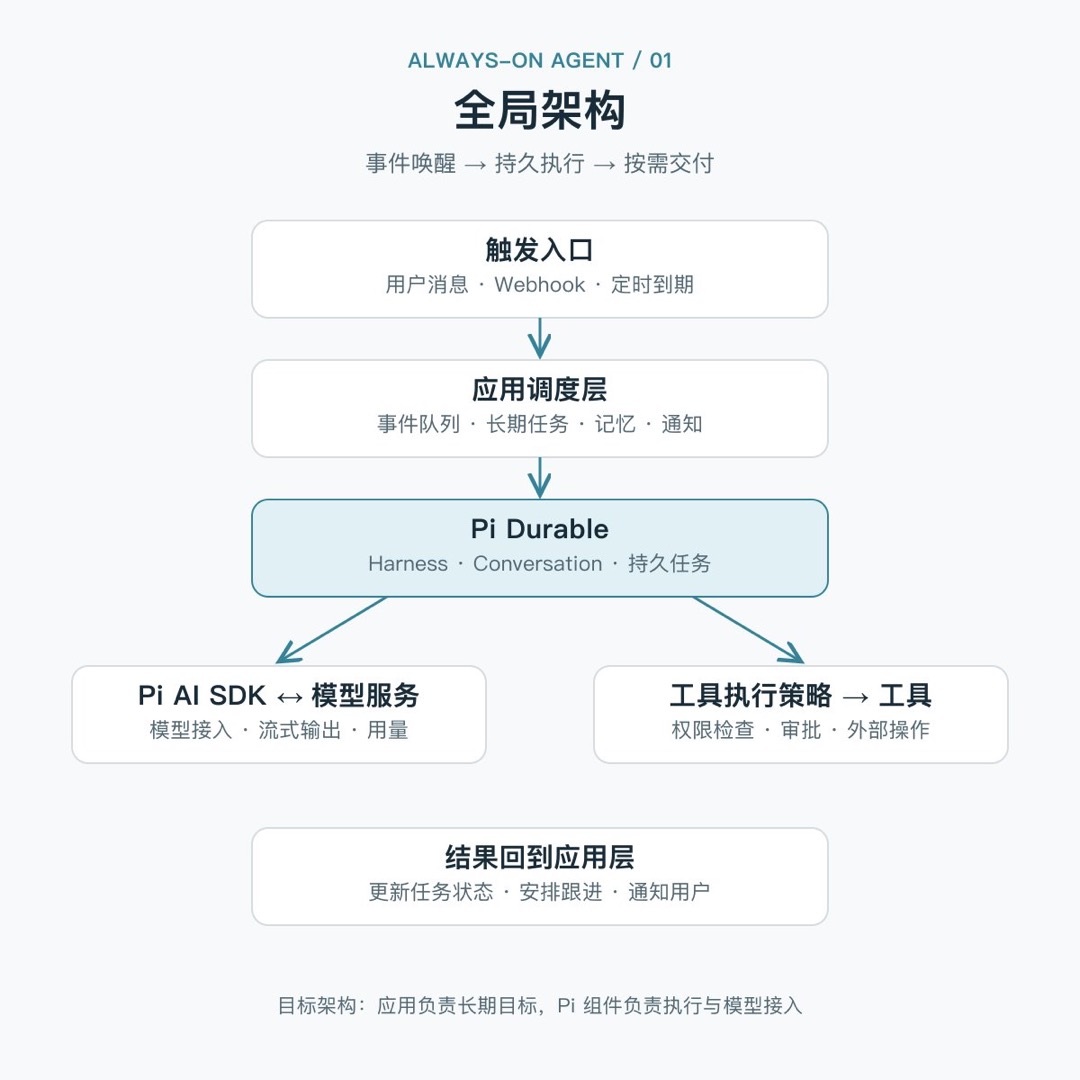 ALWAYS–ON AGENT / 01
全局架构
事件唤醒 → 持久执行 → 按需交付
触发入口
用户消息 · Webhook · 定时到期
应用调度层
事件队列 · 长期任务 · 记忆 · 通知
Pi Durable
Harness · Conversation · 持久任务
Pi AI SDK ↔ 模型服务
模型接入 · 流式输出 · 用量
工具执行策略 → 工具
权限检查 · 审批 · 外部操作
结果回到应用层
更新任务状态 · 安排跟进 · 通知用户
目标架构：应用负责长期目标，Pi 组件负责执行与模型接入